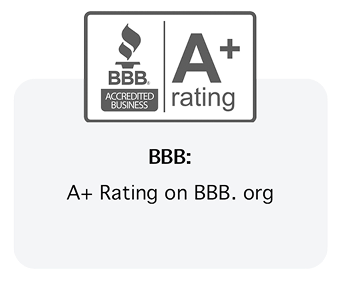 BBB.
ACCREDITED
BUSINESS
A+
rating
BBB:
A+ Rating on BBB. org